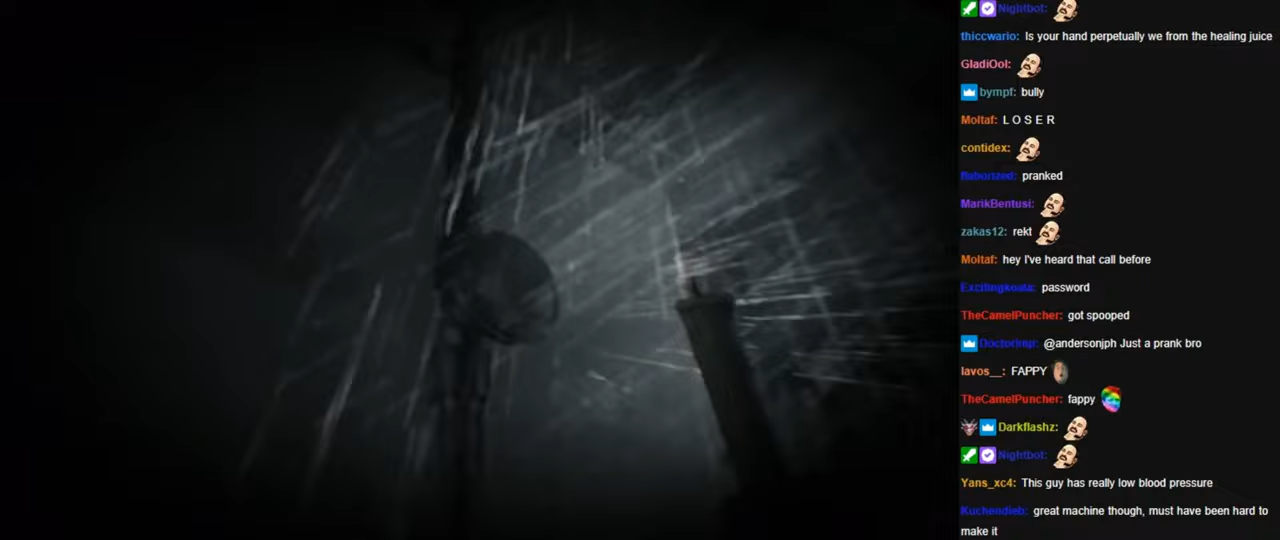 Nightbot:
thiccwario: Is your hand perpetually we from the healing juice
GladiOol:
bympf: bully
Moltaf: L O S E R
contidex:
flaborized: pranked
MarikBentusi:
zakas12: rekt
Moltaf: hey I've heard that call before
Excitingkoala: password
TheCamelPuncher: got spooped
DoctorImp: @andersonjph Just a prank bro
lavos__: FAPPY
TheCamelPuncher: fappy
Darkflashz:
Nightbot:
Yans_xc4: This guy has really low blood pressure
Kuchendieb: great machine though, must have been hard to
make it